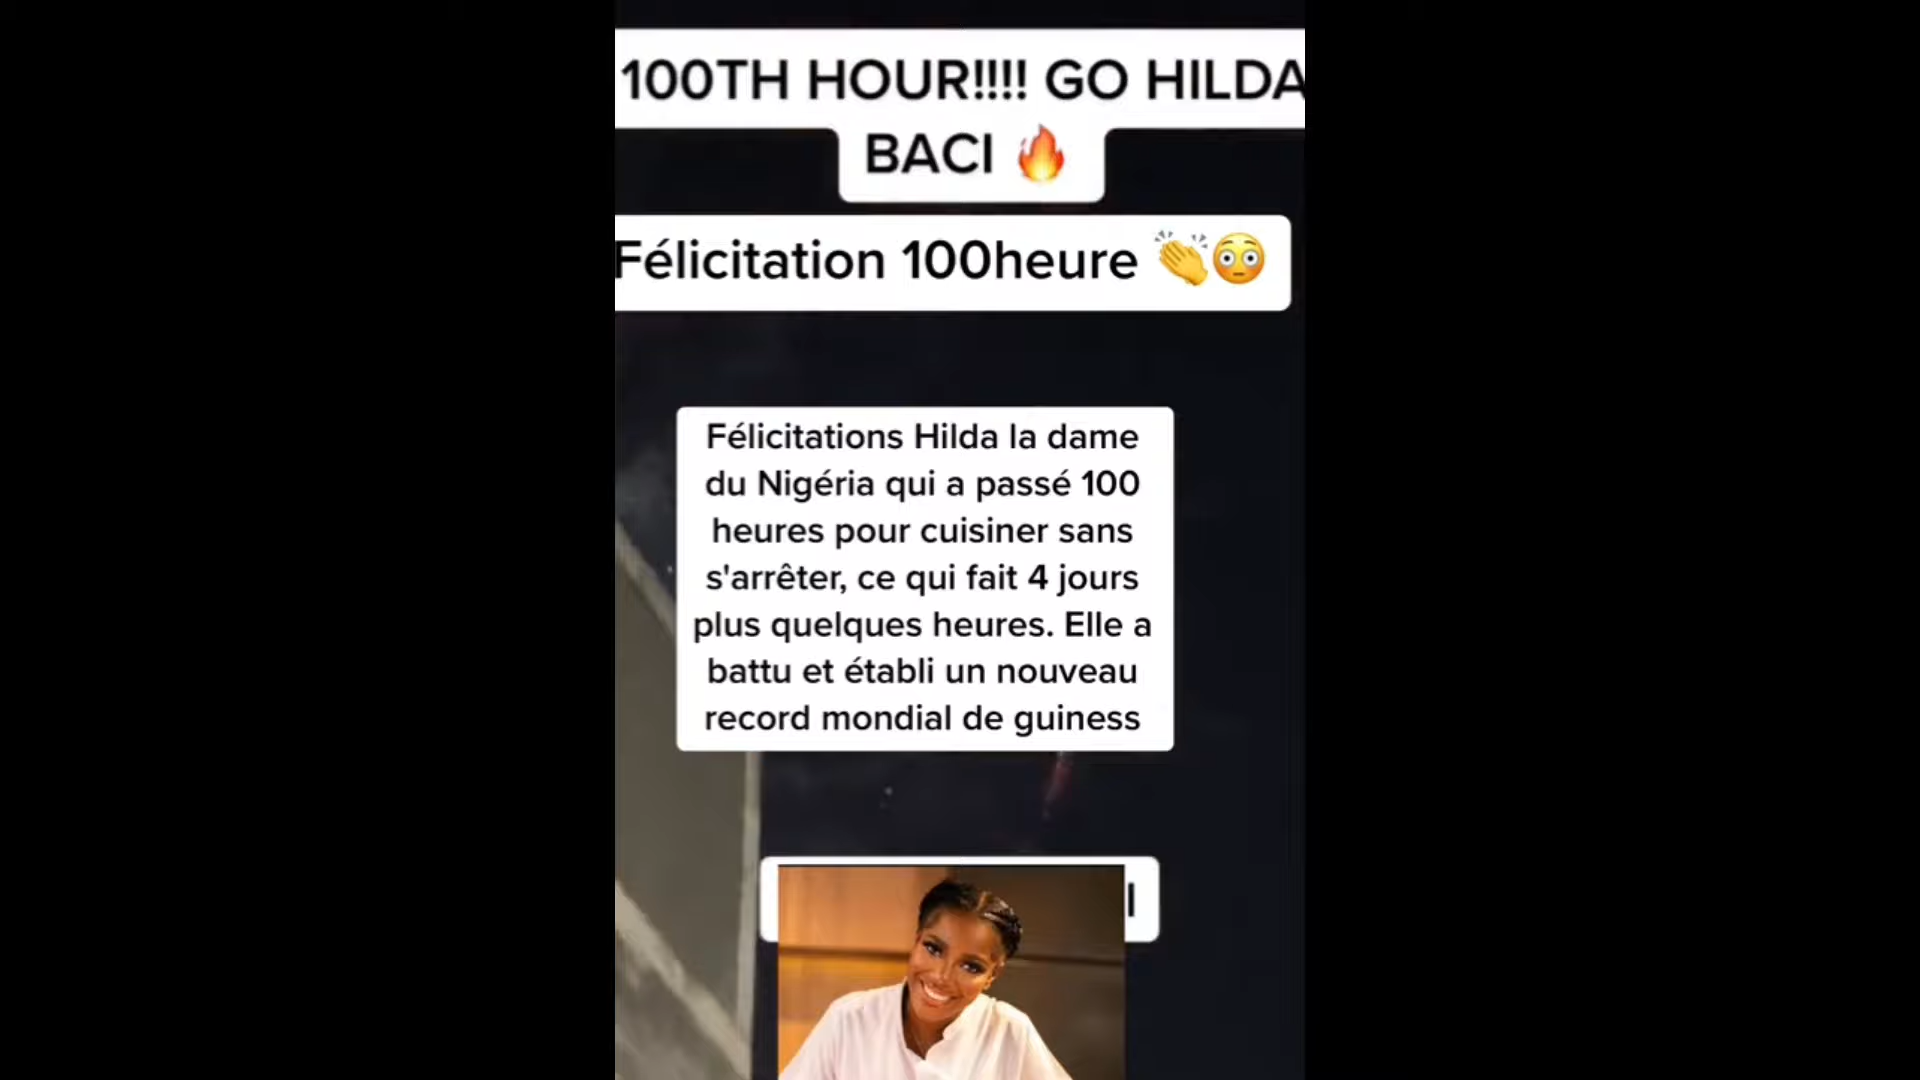 100TH HOUR!!!! GO HILDA
BACI 🔥
Félicitation 100heure 👏😳
Félicitations Hilda la dame
du Nigéria qui a passé 100
heures pour cuisiner sans
s'arrêter, ce qui fait 4 jours
plus quelques heures. Elle a
battu et établi un nouveau
record mondial de guiness